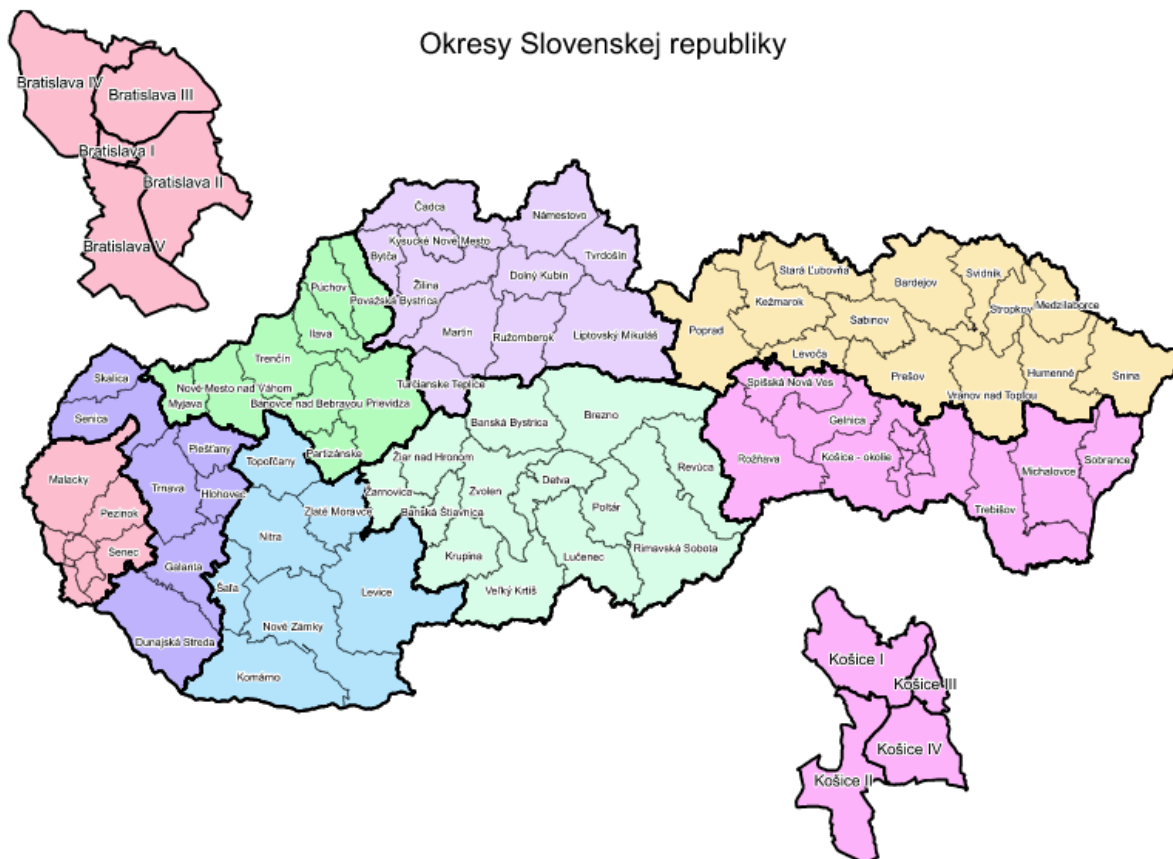 Okresy Slovenskej republiky
Bratislava IV
Bratislava III
Bratislava I
Bratislava II
Bratislava V
Čadca
Námestovo
Kysucké Nové Mesto
Bytča
Tvrdošín
Dolný Kubín
Žilina
Púchov
Považská Bystrica
Ilava
Martin
Ružomberok
Liptovský Mikuláš
Turčianske Teplice
Stará Ľubovňa
Bardejov
Svidník
Kežmarok
Stropkov
Medzilaborce
Sabinov
Poprad
Levoča
Prešov
Humenné
Snina
Vranov nad Topľou
Trenčín
Skalica
Nové Mesto nad Váhom
Myjava
Bánovce nad Bebravou
Prievidza
Senica
Partizánske
Piešťany
Topoľčany
Malacky
Trnava
Hlohovec
Pezinok
Zlaté Moravce
Senec
Nitra
Galanta
Šaľa
Levice
Nové Zámky
Dunajská Streda
Komárno
Banská Bystrica
Brezno
Žiar nad Hronom
Žarnovica
Zvolen
Detva
Revúca
Banská Štiavnica
Poltár
Krupina
Lučenec
Rimavská Sobota
Veľký Krtíš
Spišská Nová Ves
Gelnica
Rožňava
Košice - okolie
Michalovce
Sobrance
Trebišov
Košice I
Košice III
Košice IV
Košice II